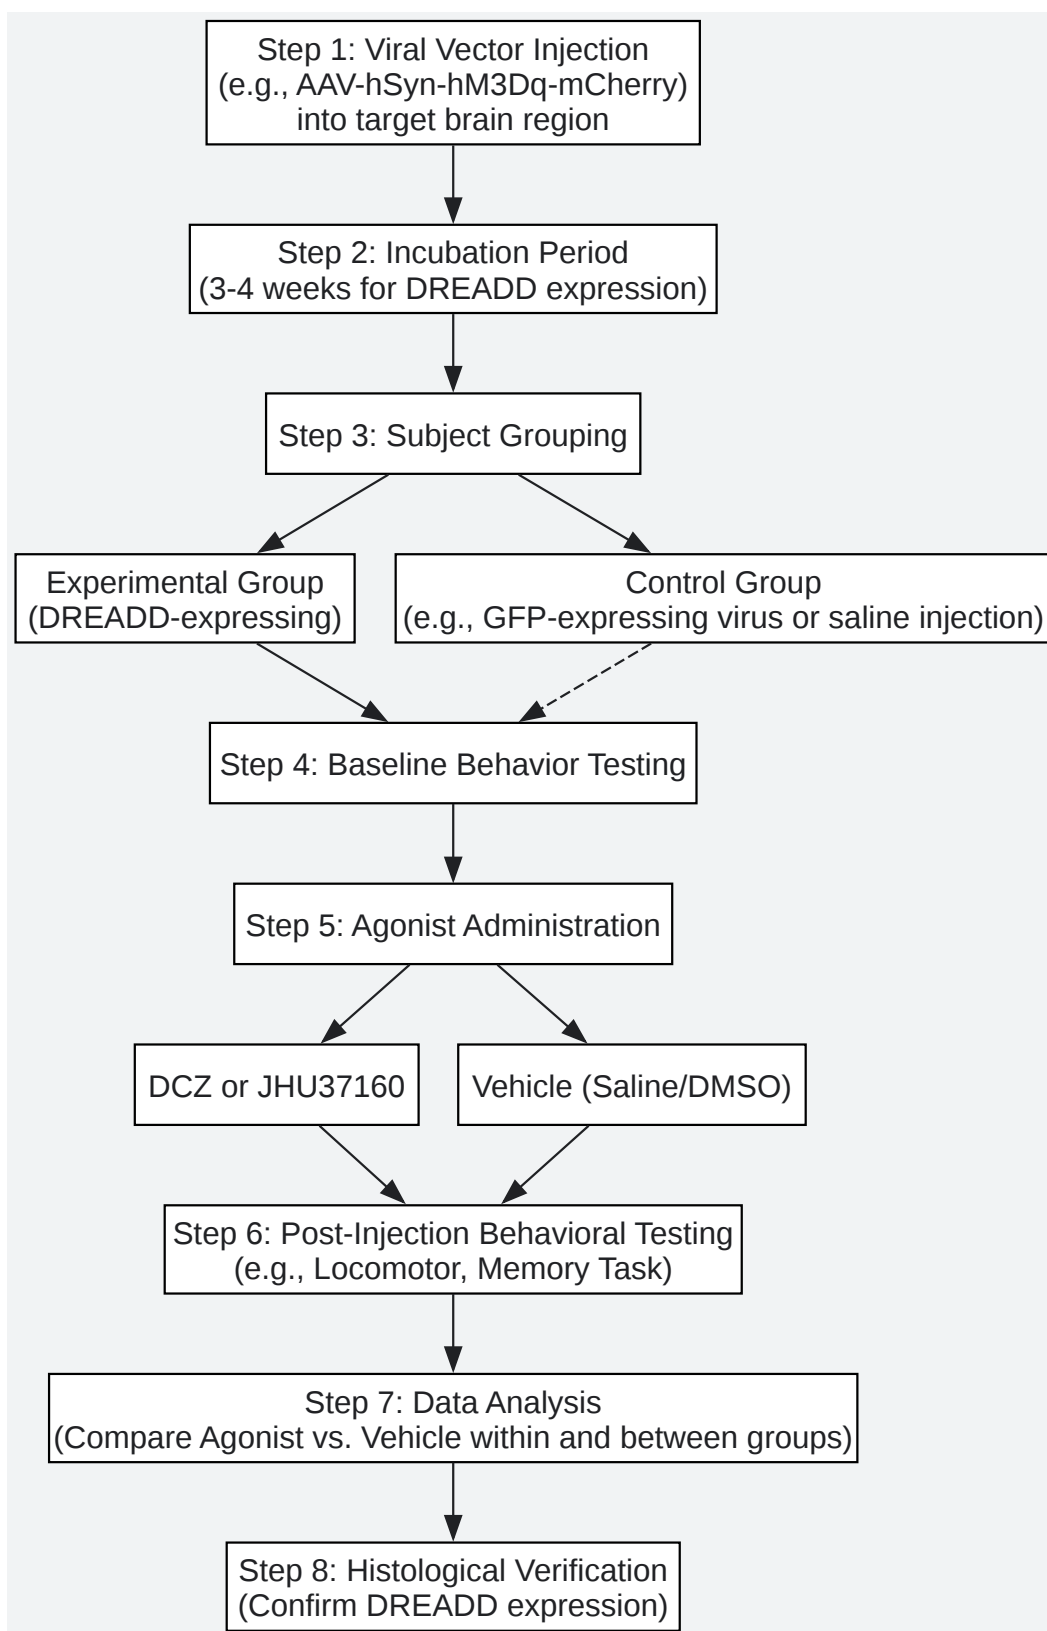 Step 1: Viral Vector Injection
(e.g., AAV-hSyn-hM3Dq-mCherry)
into target brain region
Step 2: Incubation Period
(3-4 weeks for DREADD expression)
Step 3: Subject Grouping
Experimental Group
(DREADD-expressing)
Control Group
(e.g., GFP-expressing virus or saline injection)
Step 4: Baseline Behavior Testing
Step 5: Agonist Administration
DCZ or JHU37160
Vehicle (Saline/DMSO)
Step 6: Post-Injection Behavioral Testing
(e.g., Locomotor, Memory Task)
Step 7: Data Analysis
(Compare Agonist vs. Vehicle within and between groups)
Step 8: Histological Verification
(Confirm DREADD expression)